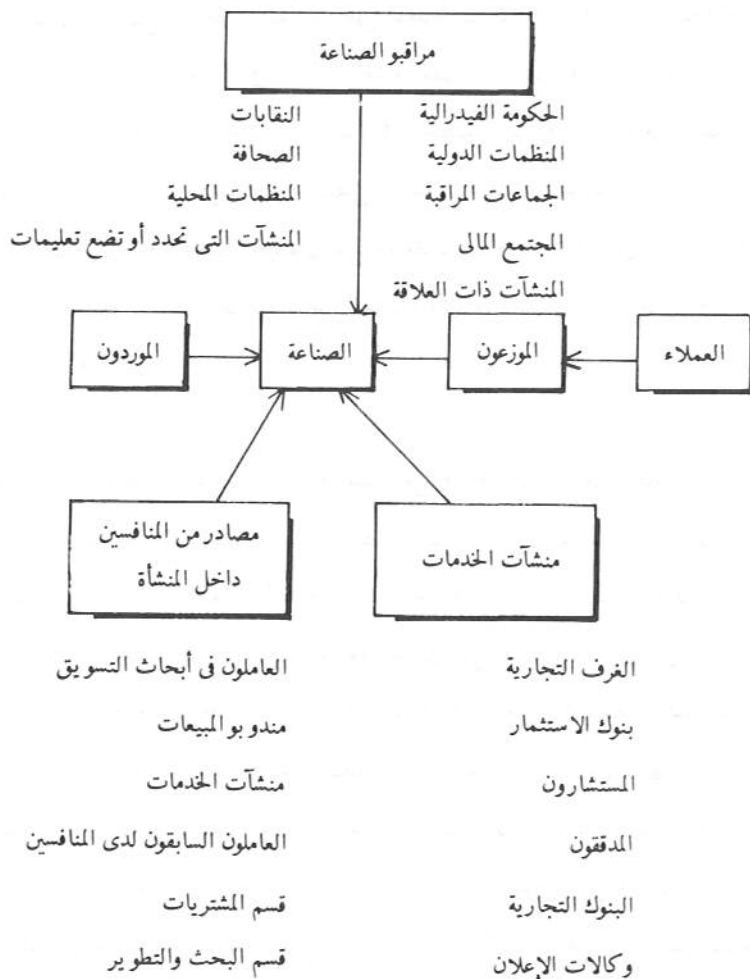 مراقبو الصناعة
الحكومة الفيدرالية
المنظمات الدولية
الجماعات المراقبة
المجتمع المالى
المنشآت ذات العلاقة
النقابات
الصحافة
المنظمات المحلية
المنشآت التى تحدد أو تضع تعليمات
العملاء
الموزعون
الصناعة
الموردون
منشآت الخدمات
الغرف التجارية
بنوك الاستثمار
المستشارون
المدققون
البنوك التجارية
وكالات الإعلان
مصادر من المنافسين
داخل المنشأة
العاملون فى أبحاث التسويق
مندوبو المبيعات
منشآت الخدمات
العاملون السابقون لدى المنافسين
قسم المشتريات
قسم البحث والتطوير